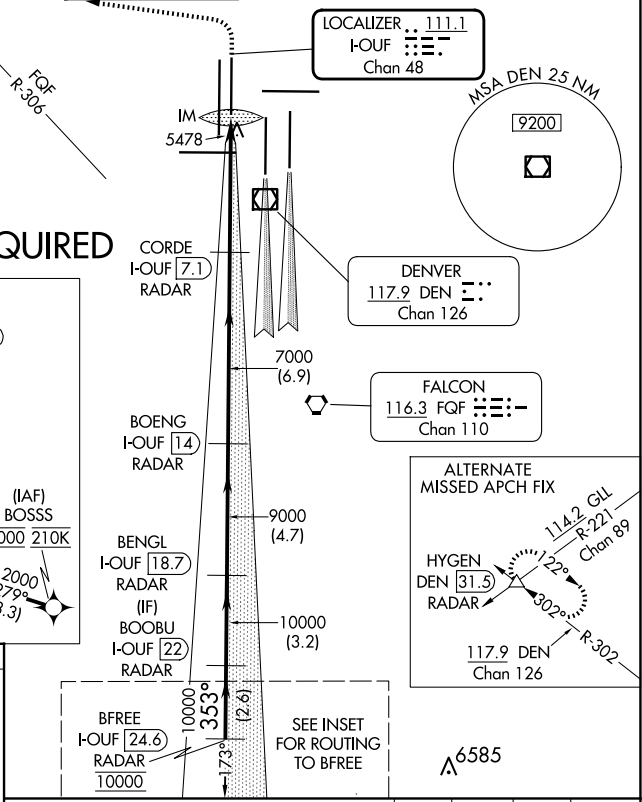 LOCALIZER 111.1
I-OUF
Chan 48
FQF
R-306
IM
5478
MSA DEN 25 NM
9200
QUIRED
CORDE
I-OUF 7.1
RADAR
DENVER
117.9 DEN
Chan 126
7000
(6.9)
FALCON
116.3 FQF
Chan 110
BOENG
I-OUF 14
RADAR
ALTERNATE
MISSED APCH FIX
114.2 GLL
R-221
Chan 89
HYGEN
DEN 31.5
RADAR
122°
302°
R-302
117.9 DEN
Chan 126
(IAF)
BOSSS
000 210K
2000
279°
8.3)
9000
(4.7)
BENGL
I-OUF 18.7
RADAR
(IF)
BOOBU
I-OUF 22
RADAR
10000
(3.2)
10000
353°
(2.6)
173°
BFREE
I-OUF 24.6
RADAR
10000
SEE INSET
FOR ROUTING
TO BFREE
6585